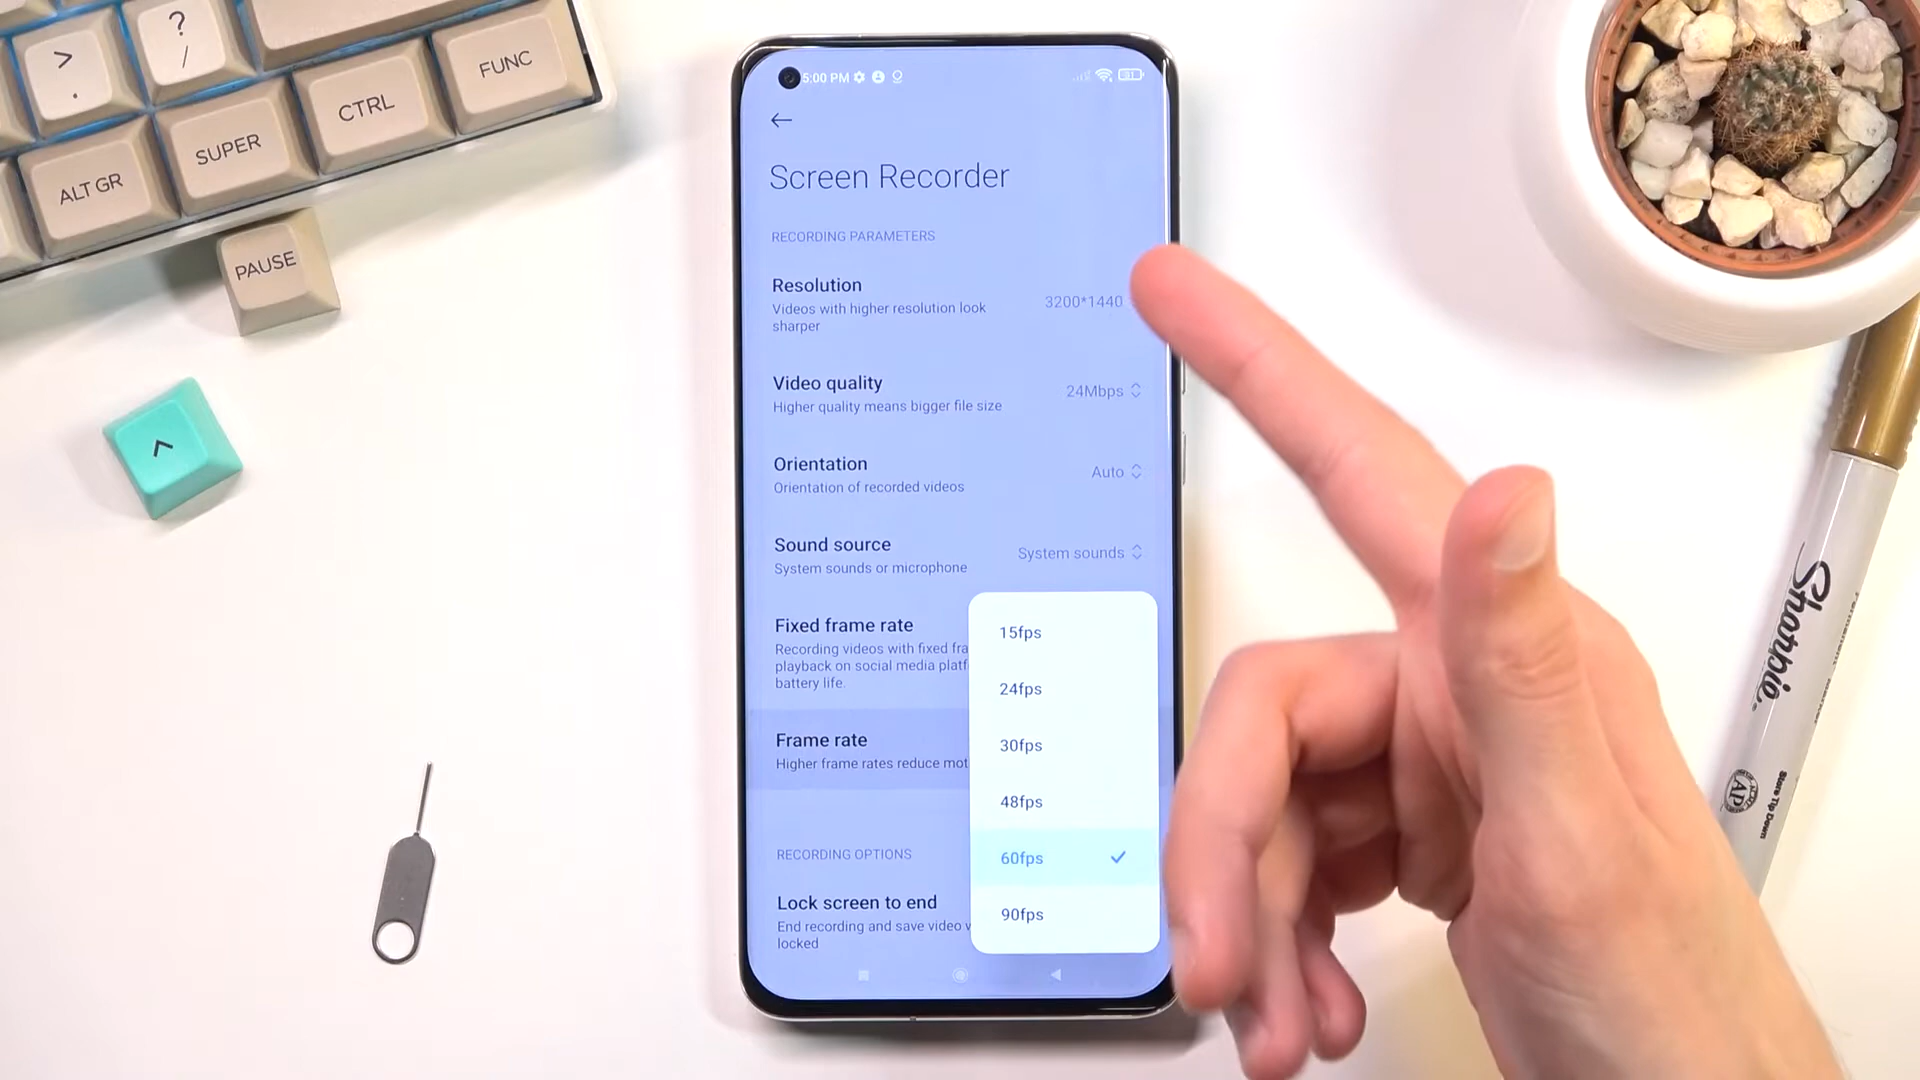 >
.
?
/
FUNC
CTRL
SUPER
ALT GR
PAUSE
^
5:00 PM
31
Screen Recorder
RECORDING PARAMETERS
Resolution
Videos with higher resolution look
sharper
3200*1440
Video quality
Higher quality means bigger file size
24Mbps
Orientation
Orientation of recorded videos
Auto
Sound source
System sounds or microphone
System sounds
Fixed frame rate
Recording videos with fixed fra
playback on social media platf
battery life.
Frame rate
Higher frame rates reduce mot
15fps
24fps
30fps
48fps
60fps
90fps
RECORDING OPTIONS
Lock screen to end
End recording and save video
locked
Sharpie.
AP